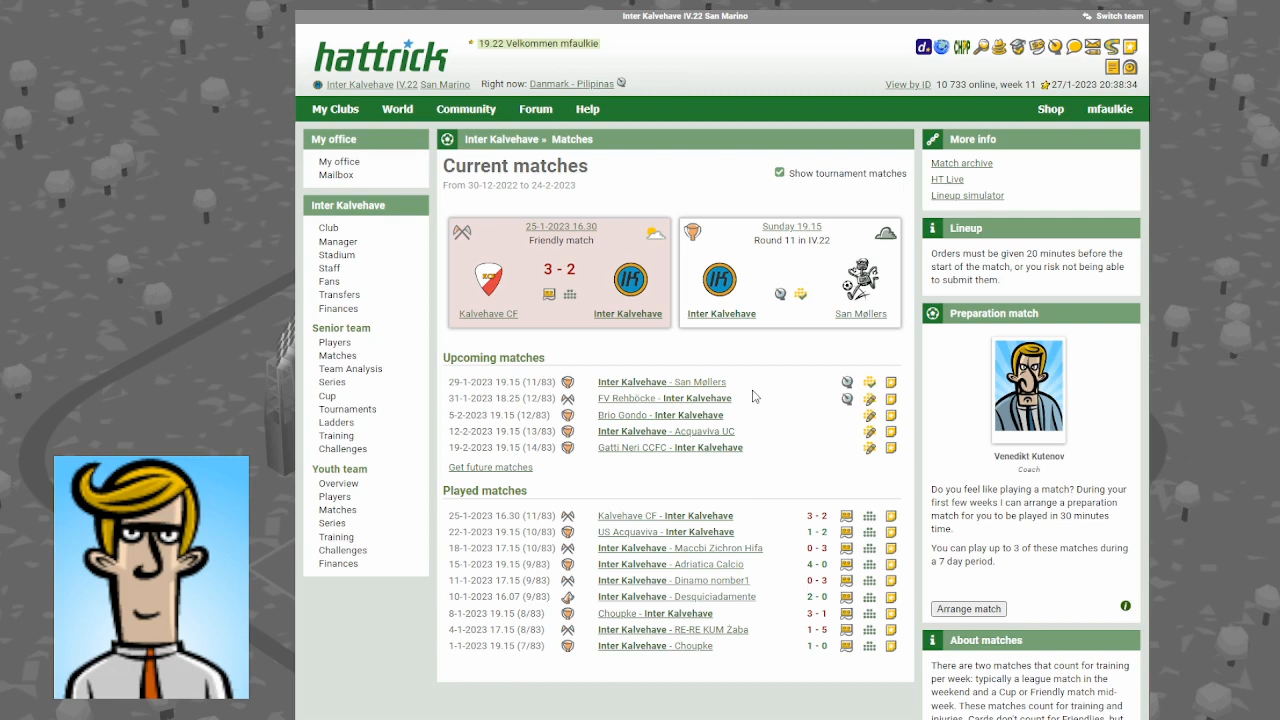 Inter Kalvehave IV.22 San Marino
Switch team
hattrick
19.22 Velkommen mfaulkie
CHPP
Inter Kalvehave IV.22 San Marino
Right now: Danmark - Pilipinas
View by ID 10 733 online, week 11 27/1-2023 20:38:34
My Clubs World Community Forum Help Shop mfaulkie
My office
My office
Mailbox
Inter Kalvehave
Club
Manager
Stadium
Staff
Fans
Transfers
Finances
Senior team
Players
Matches
Team Analysis
Series
Cup
Tournaments
Ladders
Training
Challenges
Youth team
Overview
Players
Matches
Series
Training
Challenges
Finances
Inter Kalvehave » Matches
Current matches
From 30-12-2022 to 24-2-2023
Show tournament matches
25-1-2023 16.30
Friendly match
3 - 2
KCF
IK
Kalvehave CF
Inter Kalvehave
Sunday 19.15
Round 11 in IV.22
IK
Inter Kalvehave
San Møllers
Upcoming matches
29-1-2023 19.15 (11/83) Inter Kalvehave - San Møllers
31-1-2023 18.25 (12/83) FV Rehböcke - Inter Kalvehave
5-2-2023 19.15 (12/83) Brio Gondo - Inter Kalvehave
12-2-2023 19.15 (13/83) Inter Kalvehave - Acquaviva UC
19-2-2023 19.15 (14/83) Gatti Neri CCFC - Inter Kalvehave
Get future matches
Played matches
25-1-2023 16.30 (11/83) Kalvehave CF - Inter Kalvehave 3 - 2
22-1-2023 19.15 (10/83) US Acquaviva - Inter Kalvehave 1 - 2
18-1-2023 17.15 (10/83) Inter Kalvehave - Maccbi Zichron Hifa 0 - 3
15-1-2023 19.15 (9/83) Inter Kalvehave - Adriatica Calcio 4 - 0
11-1-2023 17.15 (9/83) Inter Kalvehave - Dinamo nomber1 0 - 3
10-1-2023 16.07 (9/83) Inter Kalvehave - Desquiciadamente 2 - 0
8-1-2023 19.15 (8/83) Choupke - Inter Kalvehave 3 - 1
4-1-2023 17.15 (8/83) Inter Kalvehave - RE-RE KUM Żaba 1 - 5
1-1-2023 19.15 (7/83) Inter Kalvehave - Choupke 1 - 0
More info
Match archive
HT Live
Lineup simulator
Lineup
Orders must be given 20 minutes before
the start of the match, or you risk not being
able to submit them.
Preparation match
Venedikt Kutenov
Coach
Do you feel like playing a match? During your
first few weeks I can arrange a preparation
match for you to be played in 30 minutes
time.
You can play up to 3 of these matches during
a 7 day period.
Arrange match
About matches
There are two matches that count for training
per week: typically a league match in the
weekend and a Cup or Friendly match mid-
week. These matches count for training and
injuries. Cards don't count for Friendlies, but